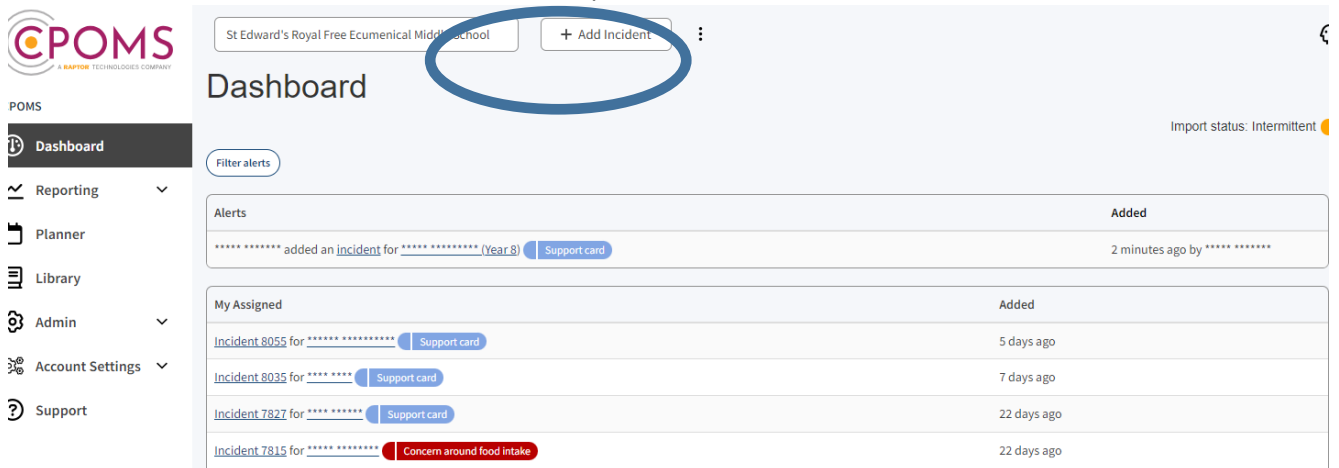 CPOMS
A RAPTOR TECHNOLOGIES COMPANY
St Edward's Royal Free Ecumenical Middle School
+ Add Incident
Dashboard
POMS
Import status: Intermittent
Dashboard
Filter alerts
Reporting
Alerts Added
Planner
***** ******* added an incident for ***** ********* (Year 8) Support card 2 minutes ago by ***** *******
Library
My Assigned Added
Admin
Incident 8055 for ****** ********** Support card 5 days ago
Account Settings
Incident 8035 for **** **** Support card 7 days ago
Support
Incident 7827 for **** ****** Support card 22 days ago
Incident 7815 for ***** ******** Concern around food intake 22 days ago